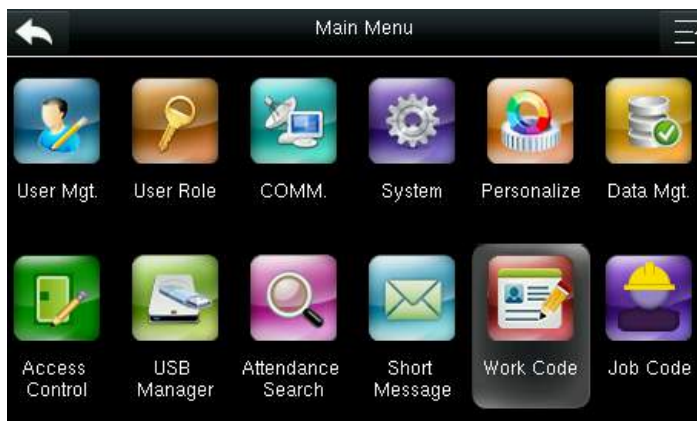 Main Menu
User Mgt.
User Role
COMM.
System
Personalize
Data Mgt.
Access
Control
USB
Manager
Attendance
Search
Short
Message
Work Code
Job Code